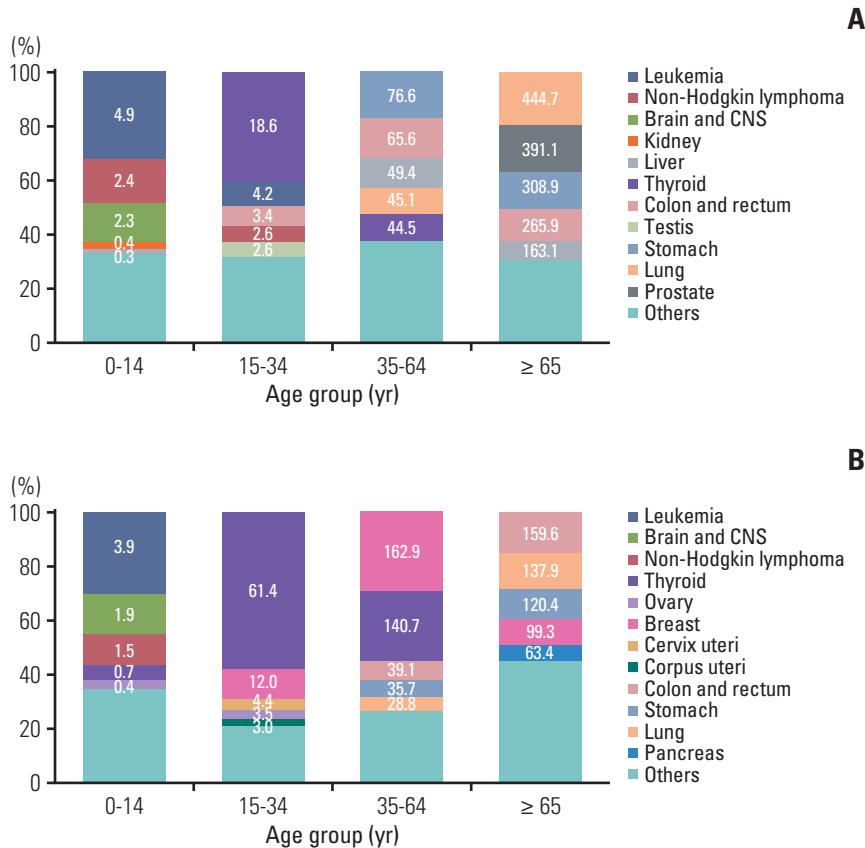 A
(%)
100
80
60
40
20
0
4.9
2.4
2.3
0.4
0.3
18.6
4.2
3.4
2.6
2.6
76.6
65.6
49.4
45.1
44.5
444.7
391.1
308.9
265.9
163.1
0-14 15-34 35-64 ≥ 65
Age group (yr)
Leukemia
Non-Hodgkin lymphoma
Brain and CNS
Kidney
Liver
Thyroid
Colon and rectum
Testis
Stomach
Lung
Prostate
Others
B
(%)
100
80
60
40
20
0
3.9
1.9
1.5
0.7
0.4
61.4
12.0
4.4
3.5
3.0
162.9
140.7
39.1
35.7
28.8
159.6
137.9
120.4
99.3
63.4
0-14 15-34 35-64 ≥ 65
Age group (yr)
Leukemia
Brain and CNS
Non-Hodgkin lymphoma
Thyroid
Ovary
Breast
Cervix uteri
Corpus uteri
Colon and rectum
Stomach
Lung
Pancreas
Others